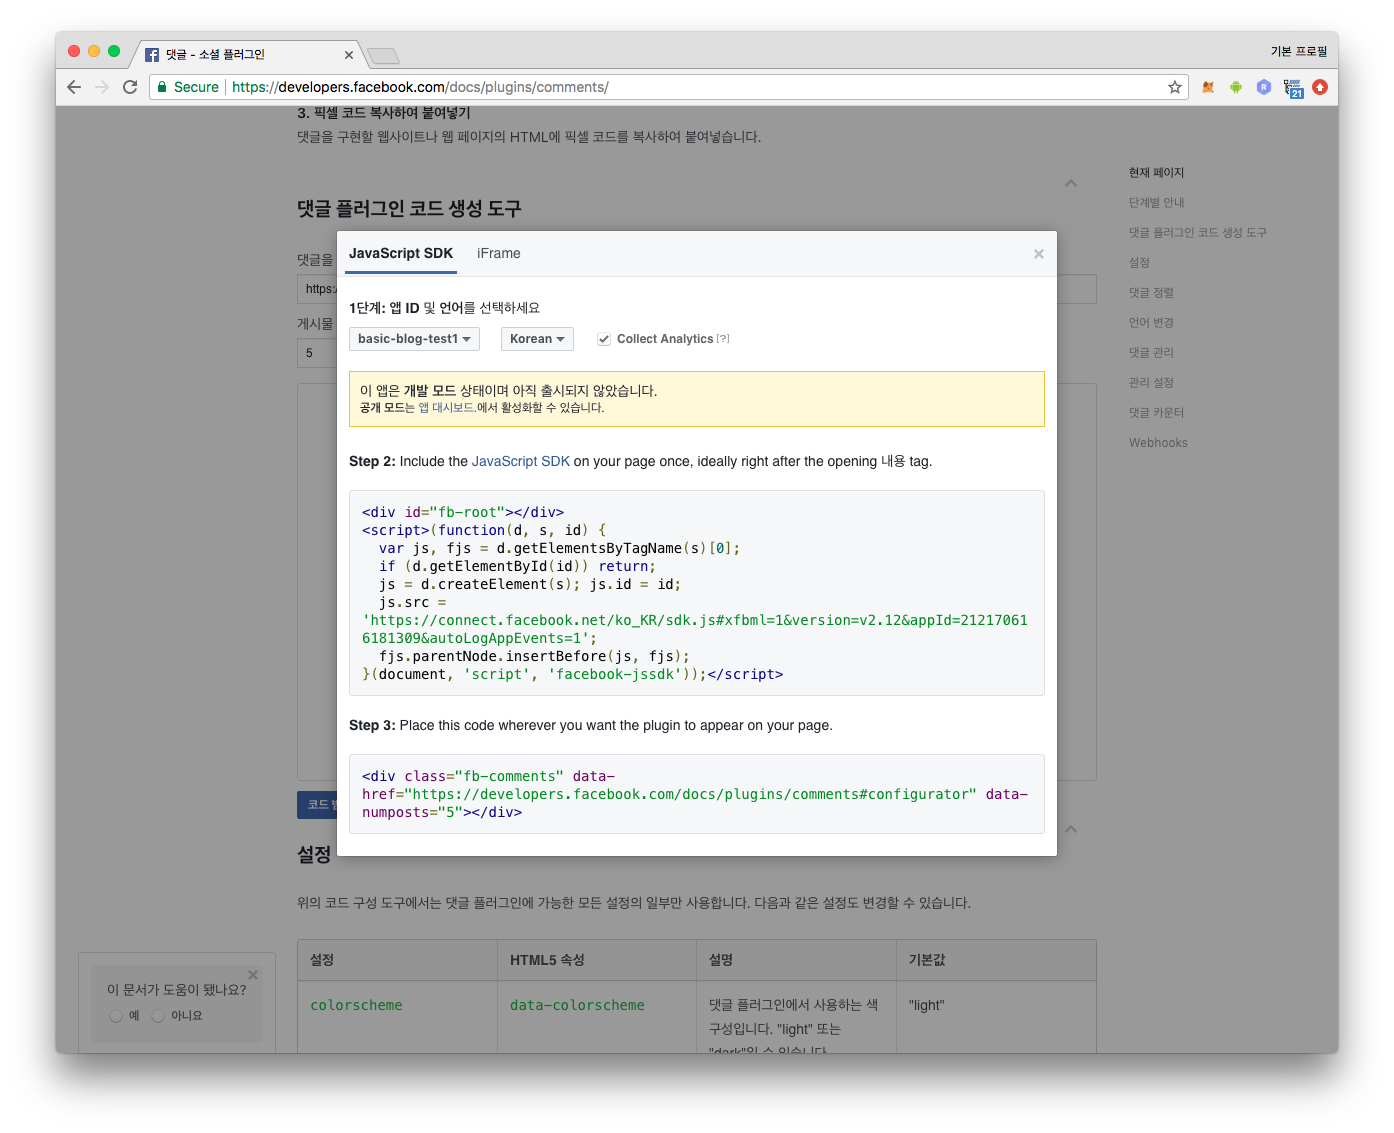 댓글 - 소셜 플러그인
기본 프로필
Secure
https://developers.facebook.com/docs/plugins/comments/
21
3. 픽셀 코드 복사하여 붙여넣기
댓글을 구현할 웹사이트나 웹 페이지의 HTML에 픽셀 코드를 복사하여 붙여넣습니다.
댓글 플러그인 코드 생성 도구
댓글을
https:/
게시물
5
JavaScript SDK
iFrame
1단계: 앱 ID 및 언어를 선택하세요
basic-blog-test1
Korean
Collect Analytics [?]
이 앱은 개발 모드 상태이며 아직 출시되지 않았습니다.
공개 모드는 앱 대시보드.에서 활성화할 수 있습니다.
Step 2: Include the JavaScript SDK on your page once, ideally right after the opening 내용 tag.
<div id="fb-root"></div>
<script>(function(d, s, id) {
  var js, fjs = d.getElementsByTagName(s)[0];
  if (d.getElementById(id)) return;
  js = d.createElement(s); js.id = id;
  js.src =
'https://connect.facebook.net/ko_KR/sdk.js#xfbml=1&version=v2.12&appId=21217061
6181309&autoLogAppEvents=1';
  fjs.parentNode.insertBefore(js, fjs);
}(document, 'script', 'facebook-jssdk'));</script>
Step 3: Place this code wherever you want the plugin to appear on your page.
<div class="fb-comments" data-
href="https://developers.facebook.com/docs/plugins/comments#configurator" data-
numposts="5"></div>
코드
설정
위의 코드 구성 도구에서는 댓글 플러그인에 가능한 모든 설정의 일부만 사용합니다. 다음과 같은 설정도 변경할 수 있습니다.
설정
HTML5 속성
설명
기본값
colorscheme
data-colorscheme
댓글 플러그인에서 사용하는 색
구성입니다. "light" 또는
"dark"일 수 있습니다
"light"
현재 페이지
단계별 안내
댓글 플러그인 코드 생성 도구
설정
댓글 정렬
언어 변경
댓글 관리
관리 설정
댓글 카운터
Webhooks
이 문서가 도움이 됐나요?
예
아니요